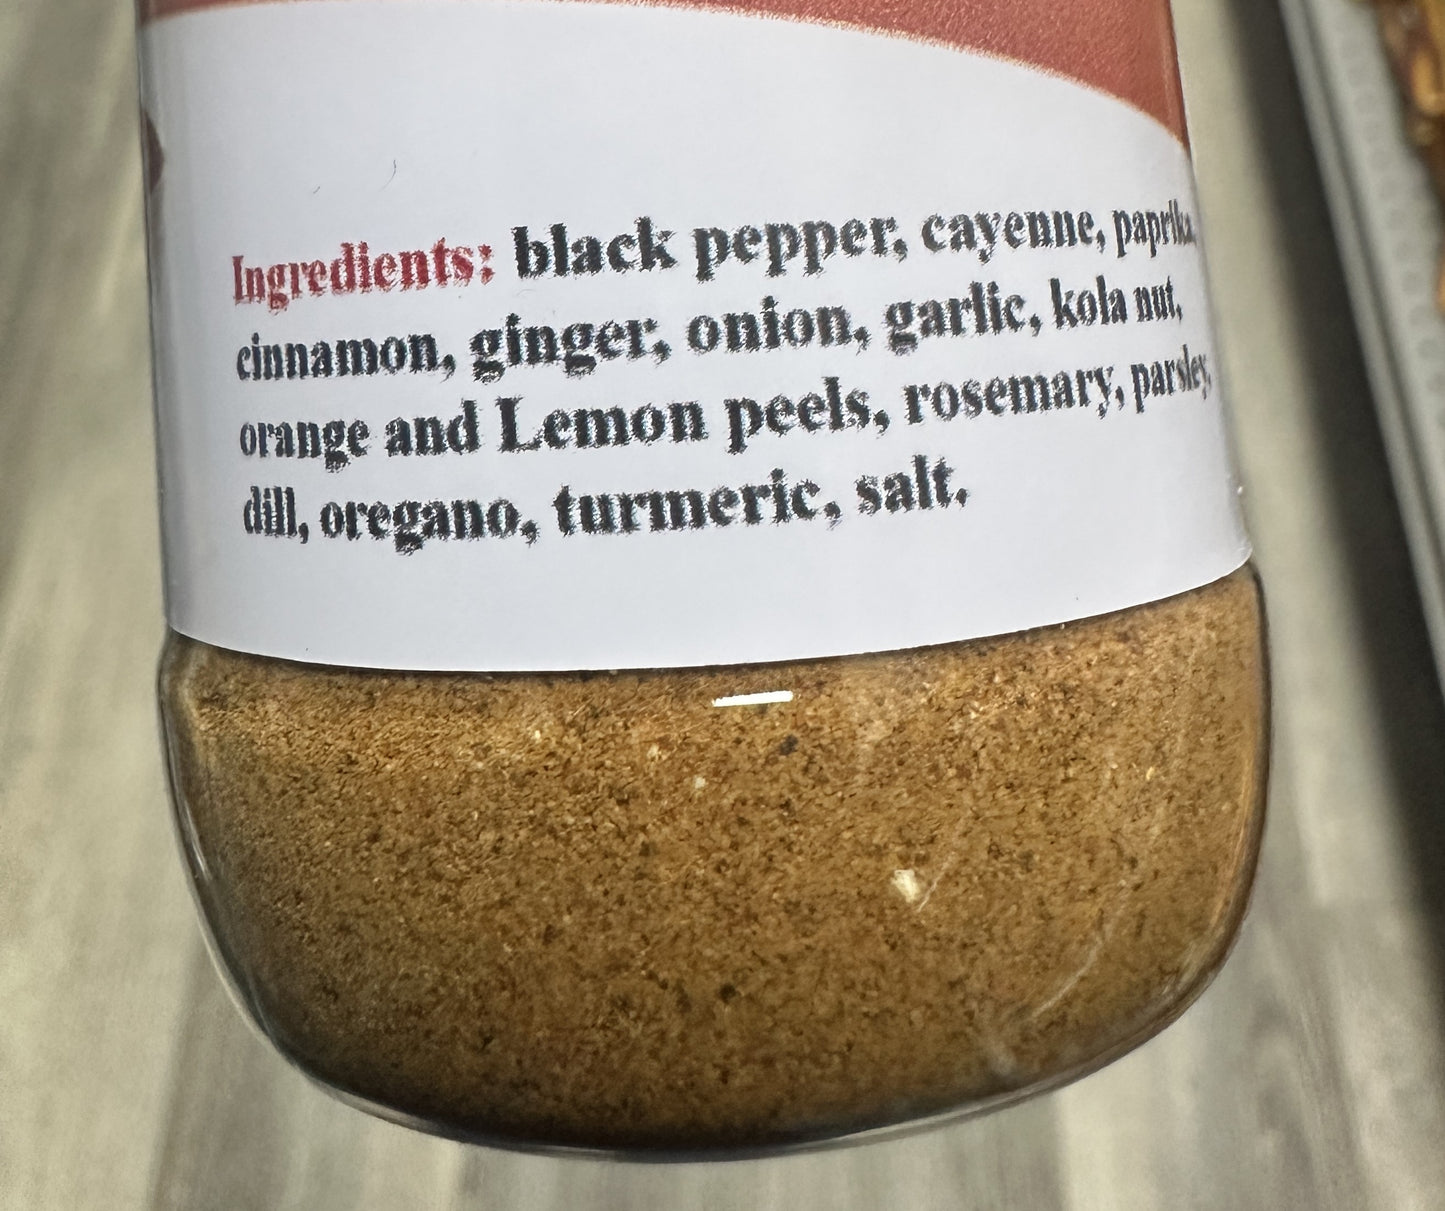 Ingredients: black pepper, cayenne, paprika,
cinnamon, ginger, onion, garlic, kola nut,
orange and Lemon peels, rosemary, parsley,
dill, oregano, turmeric, salt,